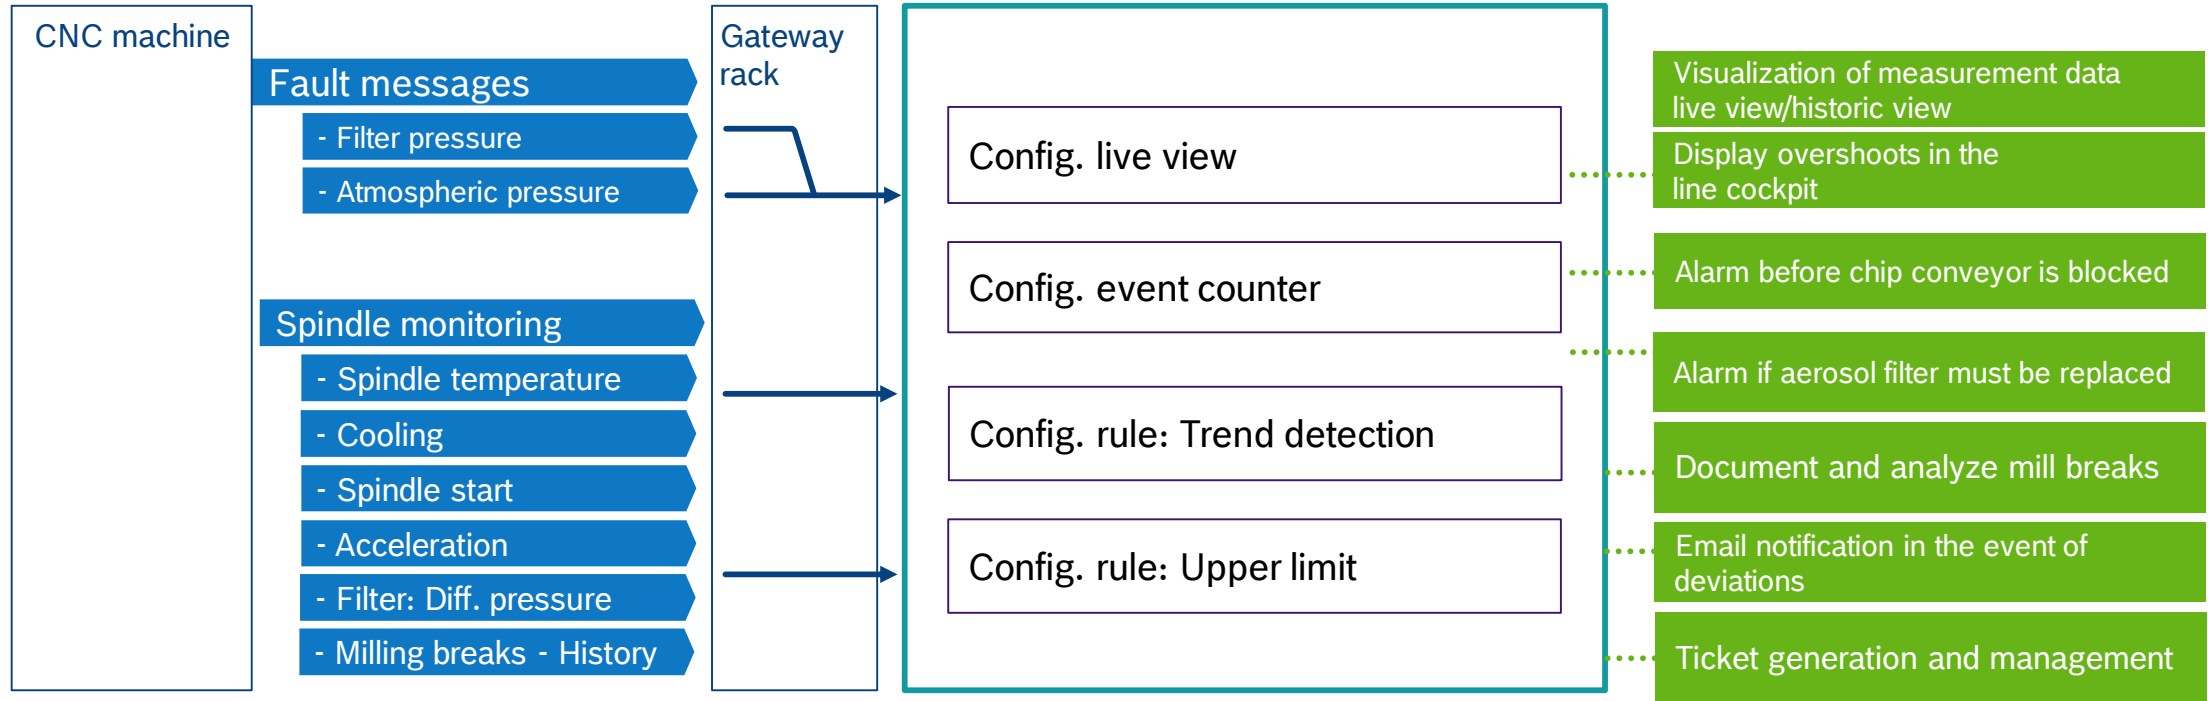 CNC machine
Fault messages
- Filter pressure
- Atmospheric pressure
Spindle monitoring
- Spindle temperature
- Cooling
- Spindle start
- Acceleration
- Filter: Diff. pressure
- Milling breaks - History
Gateway
rack
Config. live view
Config. event counter
Config. rule: Trend detection
Config. rule: Upper limit
Visualization of measurement data
live view/historic view
Display overshoots in the
line cockpit
Alarm before chip conveyor is blocked
Alarm if aerosol filter must be replaced
Document and analyze mill breaks
Email notification in the event of
deviations
Ticket generation and management